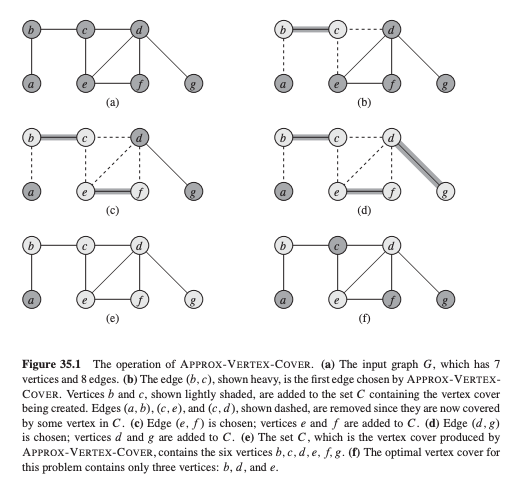 b c d
a e f g
(a)
b c d
a e f g
(b)
b c d
a e f g
(c)
b c d
a e f g
(d)
b c d
a e f g
(e)
b c d
a e f g
(f)
Figure 35.1 The operation of APPROX-VERTEX-COVER. (a) The input graph G, which has 7
vertices and 8 edges. (b) The edge (b, c), shown heavy, is the first edge chosen by APPROX-VERTEX-
COVER. Vertices b and c, shown lightly shaded, are added to the set C containing the vertex cover
being created. Edges (a, b), (c, e), and (c, d), shown dashed, are removed since they are now covered
by some vertex in C. (c) Edge (e, f) is chosen; vertices e and f are added to C. (d) Edge (d, g)
is chosen; vertices d and g are added to C. (e) The set C, which is the vertex cover produced by
APPROX-VERTEX-COVER, contains the six vertices b, c, d, e, f, g. (f) The optimal vertex cover for
this problem contains only three vertices: b, d, and e.